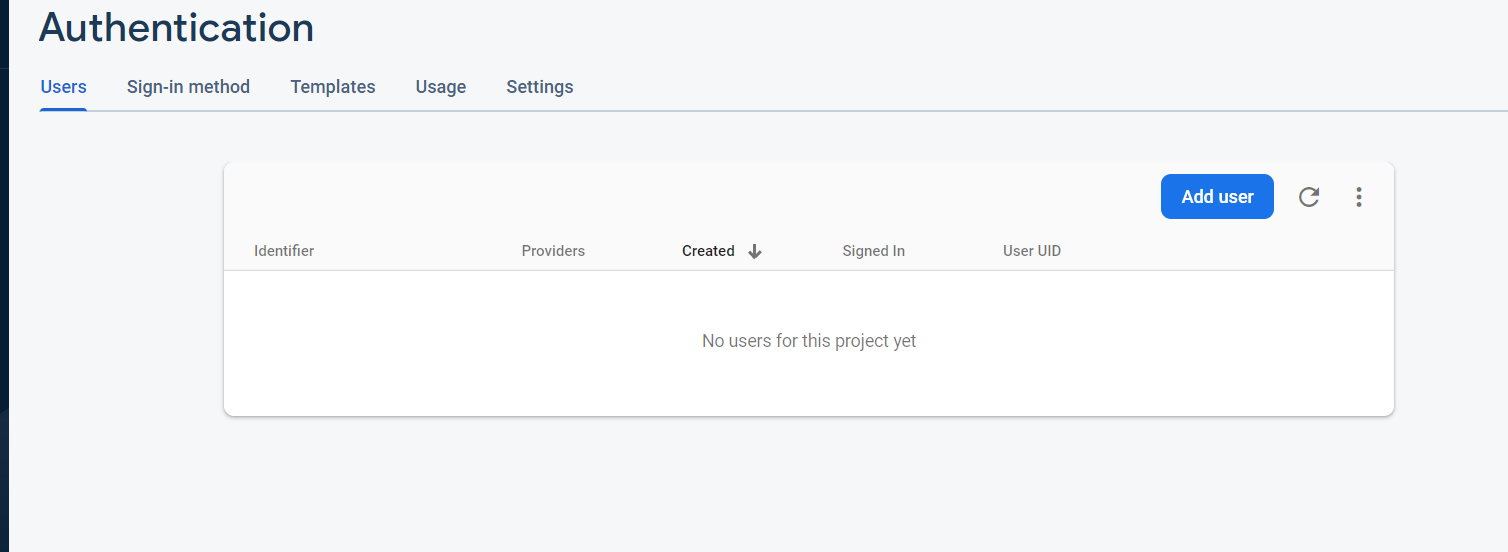 Authentication
Users Sign-in method Templates Usage Settings
Add user
Identifier Providers Created Signed In User UID
No users for this project yet